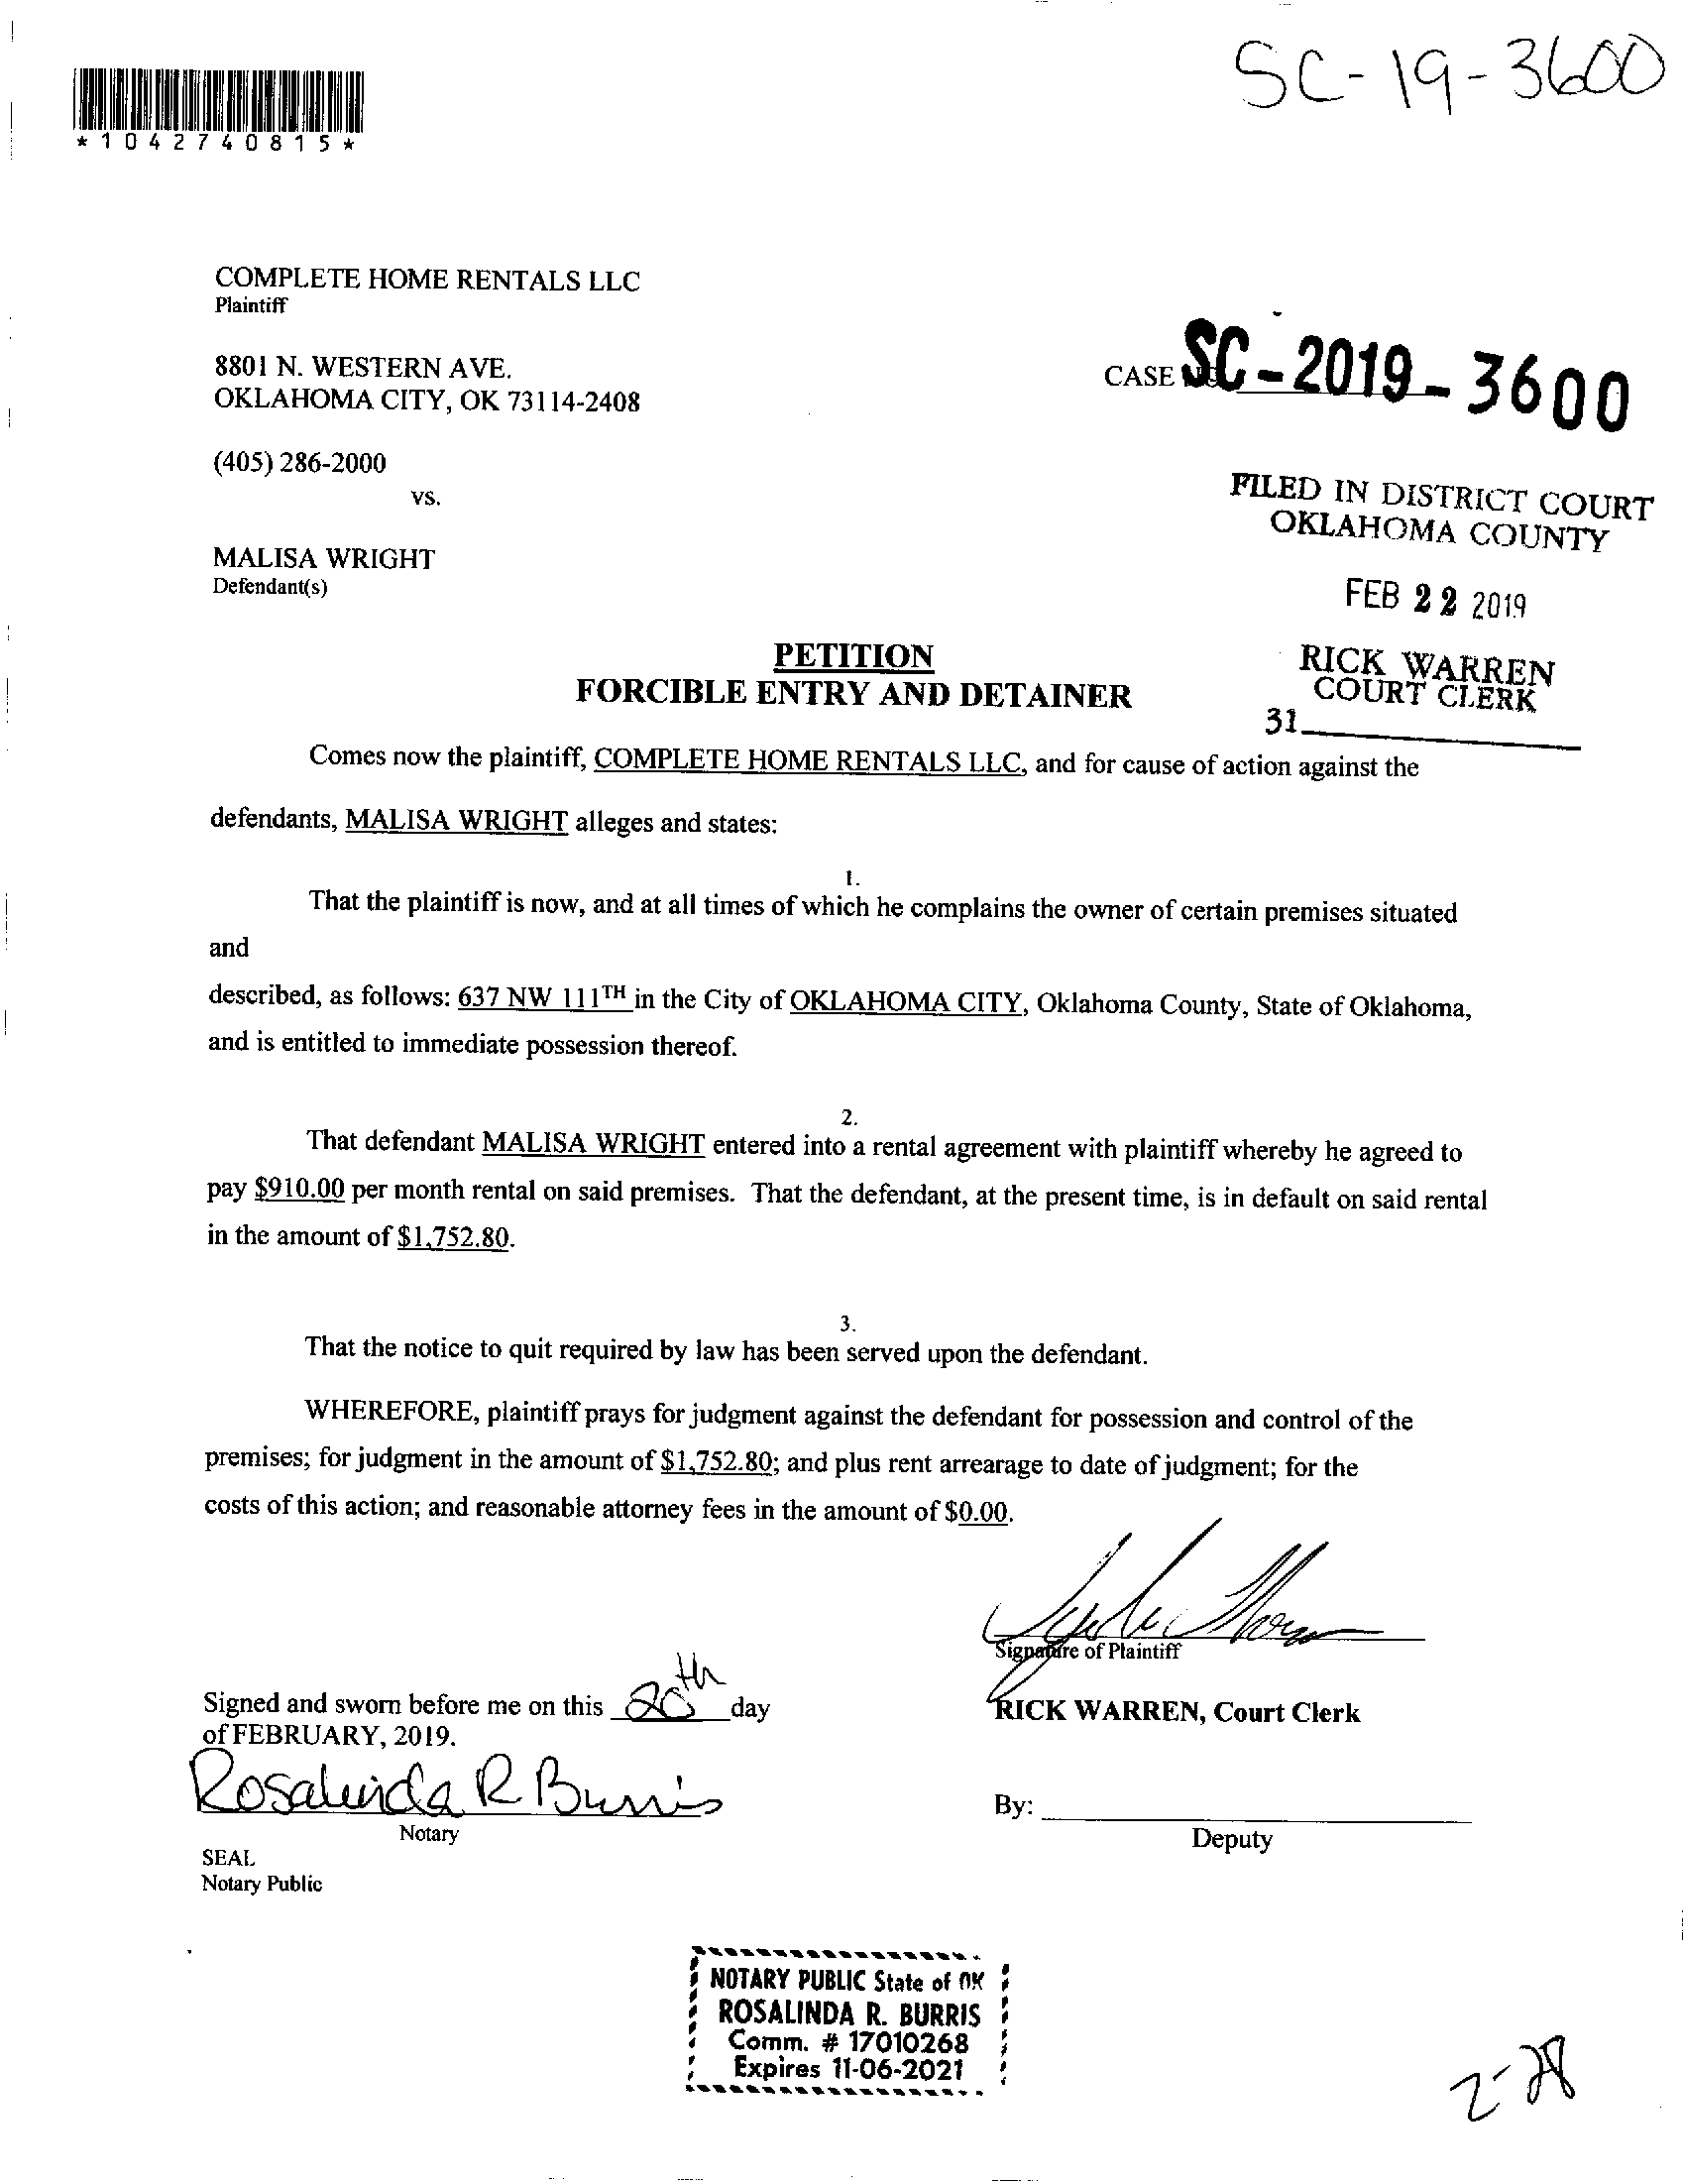 SC-19-3600
*1042740815*
COMPLETE HOME RENTALS LLC
Plaintiff
8801 N. WESTERN AVE.
OKLAHOMA CITY, OK 73114-2408
CASE SC-2019-3600
(405) 286-2000
vs.
FILED IN DISTRICT COURT
OKLAHOMA COUNTY
MALISA WRIGHT
Defendant(s)
FEB 22 2019
RICK WARREN
COURT CLERK
31
PETITION
FORCIBLE ENTRY AND DETAINER
Comes now the plaintiff, COMPLETE HOME RENTALS LLC, and for cause of action against the
defendants, MALISA WRIGHT alleges and states:
1.
That the plaintiff is now, and at all times of which he complains the owner of certain premises situated
and
described, as follows: 637 NW 111TH in the City of OKLAHOMA CITY, Oklahoma County, State of Oklahoma,
and is entitled to immediate possession thereof.
2.
That defendant MALISA WRIGHT entered into a rental agreement with plaintiff whereby he agreed to
pay $910.00 per month rental on said premises. That the defendant, at the present time, is in default on said rental
in the amount of $1,752.80.
3.
That the notice to quit required by law has been served upon the defendant.
WHEREFORE, plaintiff prays for judgment against the defendant for possession and control of the
premises; for judgment in the amount of $1,752.80; and plus rent arrearage to date of judgment; for the
costs of this action; and reasonable attorney fees in the amount of $0.00.
Signature of Plaintiff
Signed and sworn before me on this 20th day
of FEBRUARY, 2019.
RICK WARREN, Court Clerk
Rosalinda R Burris
Notary
By:
Deputy
SEAL
Notary Public
NOTARY PUBLIC State of OK
ROSALINDA R. BURRIS
Comm. # 17010268
Expires 11-06-2021
2-28